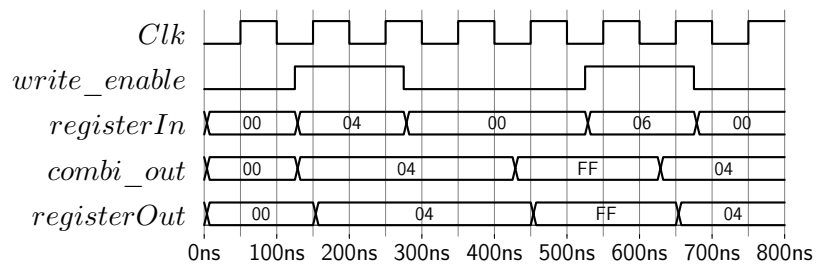 Clk
write_enable
registerIn 00 04 00 06 00
combi_out 00 04 FF 04
registerOut 00 04 FF 04
0ns 100ns 200ns 300ns 400ns 500ns 600ns 700ns 800ns